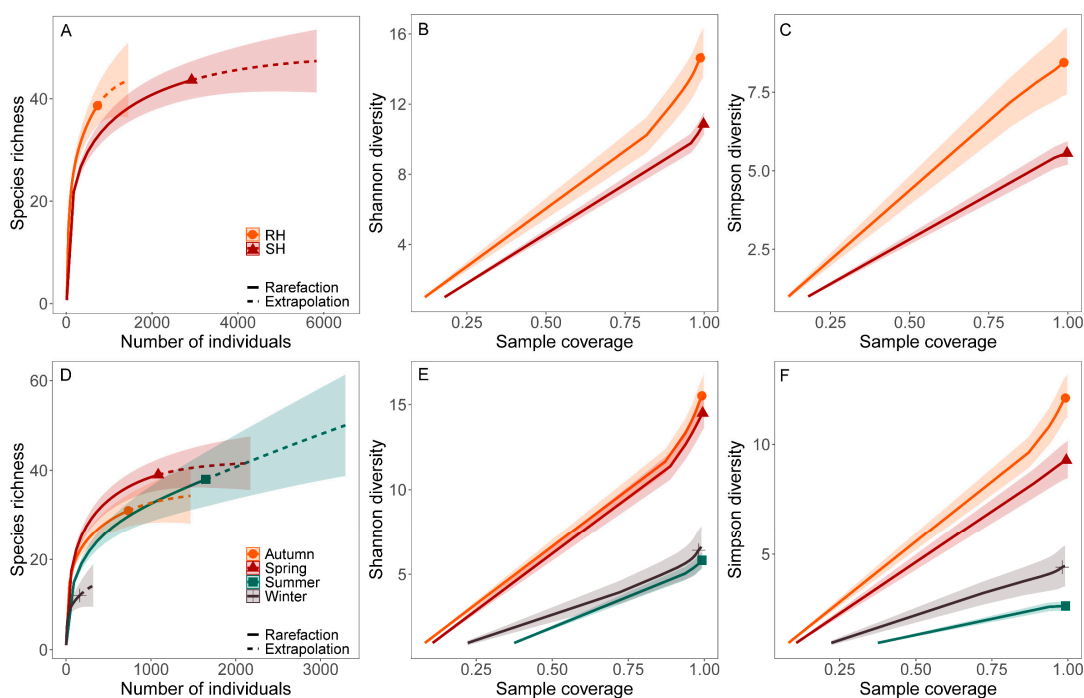 A
Species richness
40
20
0
0
2000
4000
6000
Number of individuals
RH
SH
Rarefaction
Extrapolation
B
Shannon diversity
16
12
8
4
0.25
0.50
0.75
1.00
Sample coverage
C
Simpson diversity
7.5
5.0
2.5
0.25
0.50
0.75
1.00
Sample coverage
D
Species richness
60
40
20
0
0
1000
2000
3000
Number of individuals
Autumn
Spring
Summer
Winter
Rarefaction
Extrapolation
E
Shannon diversity
15
10
5
0.25
0.50
0.75
1.00
Sample coverage
F
Simpson diversity
10
5
0.25
0.50
0.75
1.00
Sample coverage